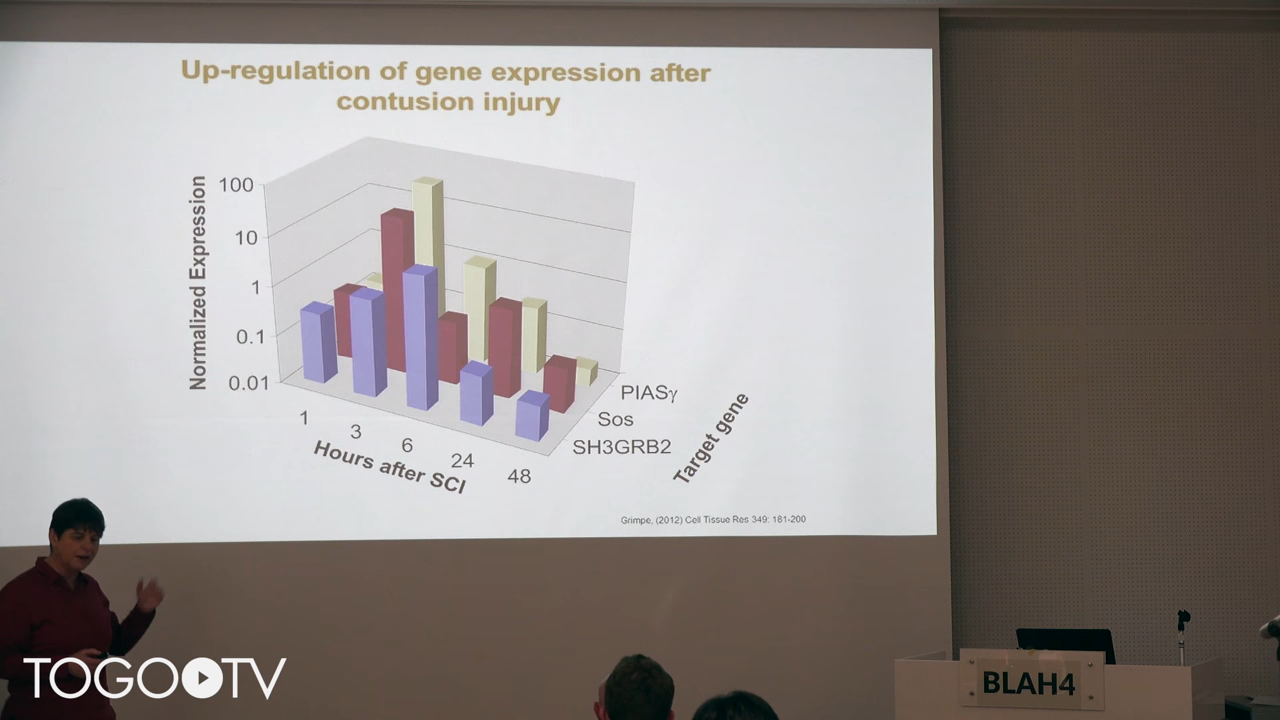 Up-regulation of gene expression after
contusion injury
Normalized Expression
100
10
1
0.1
0.01
1
3
6
24
48
Hours after SCI
PIASγ
Sos
SH3GRB2
Target gene
Grimpe, (2012) Cell Tissue Res 349: 181-200
TOGOTV
BLAH4